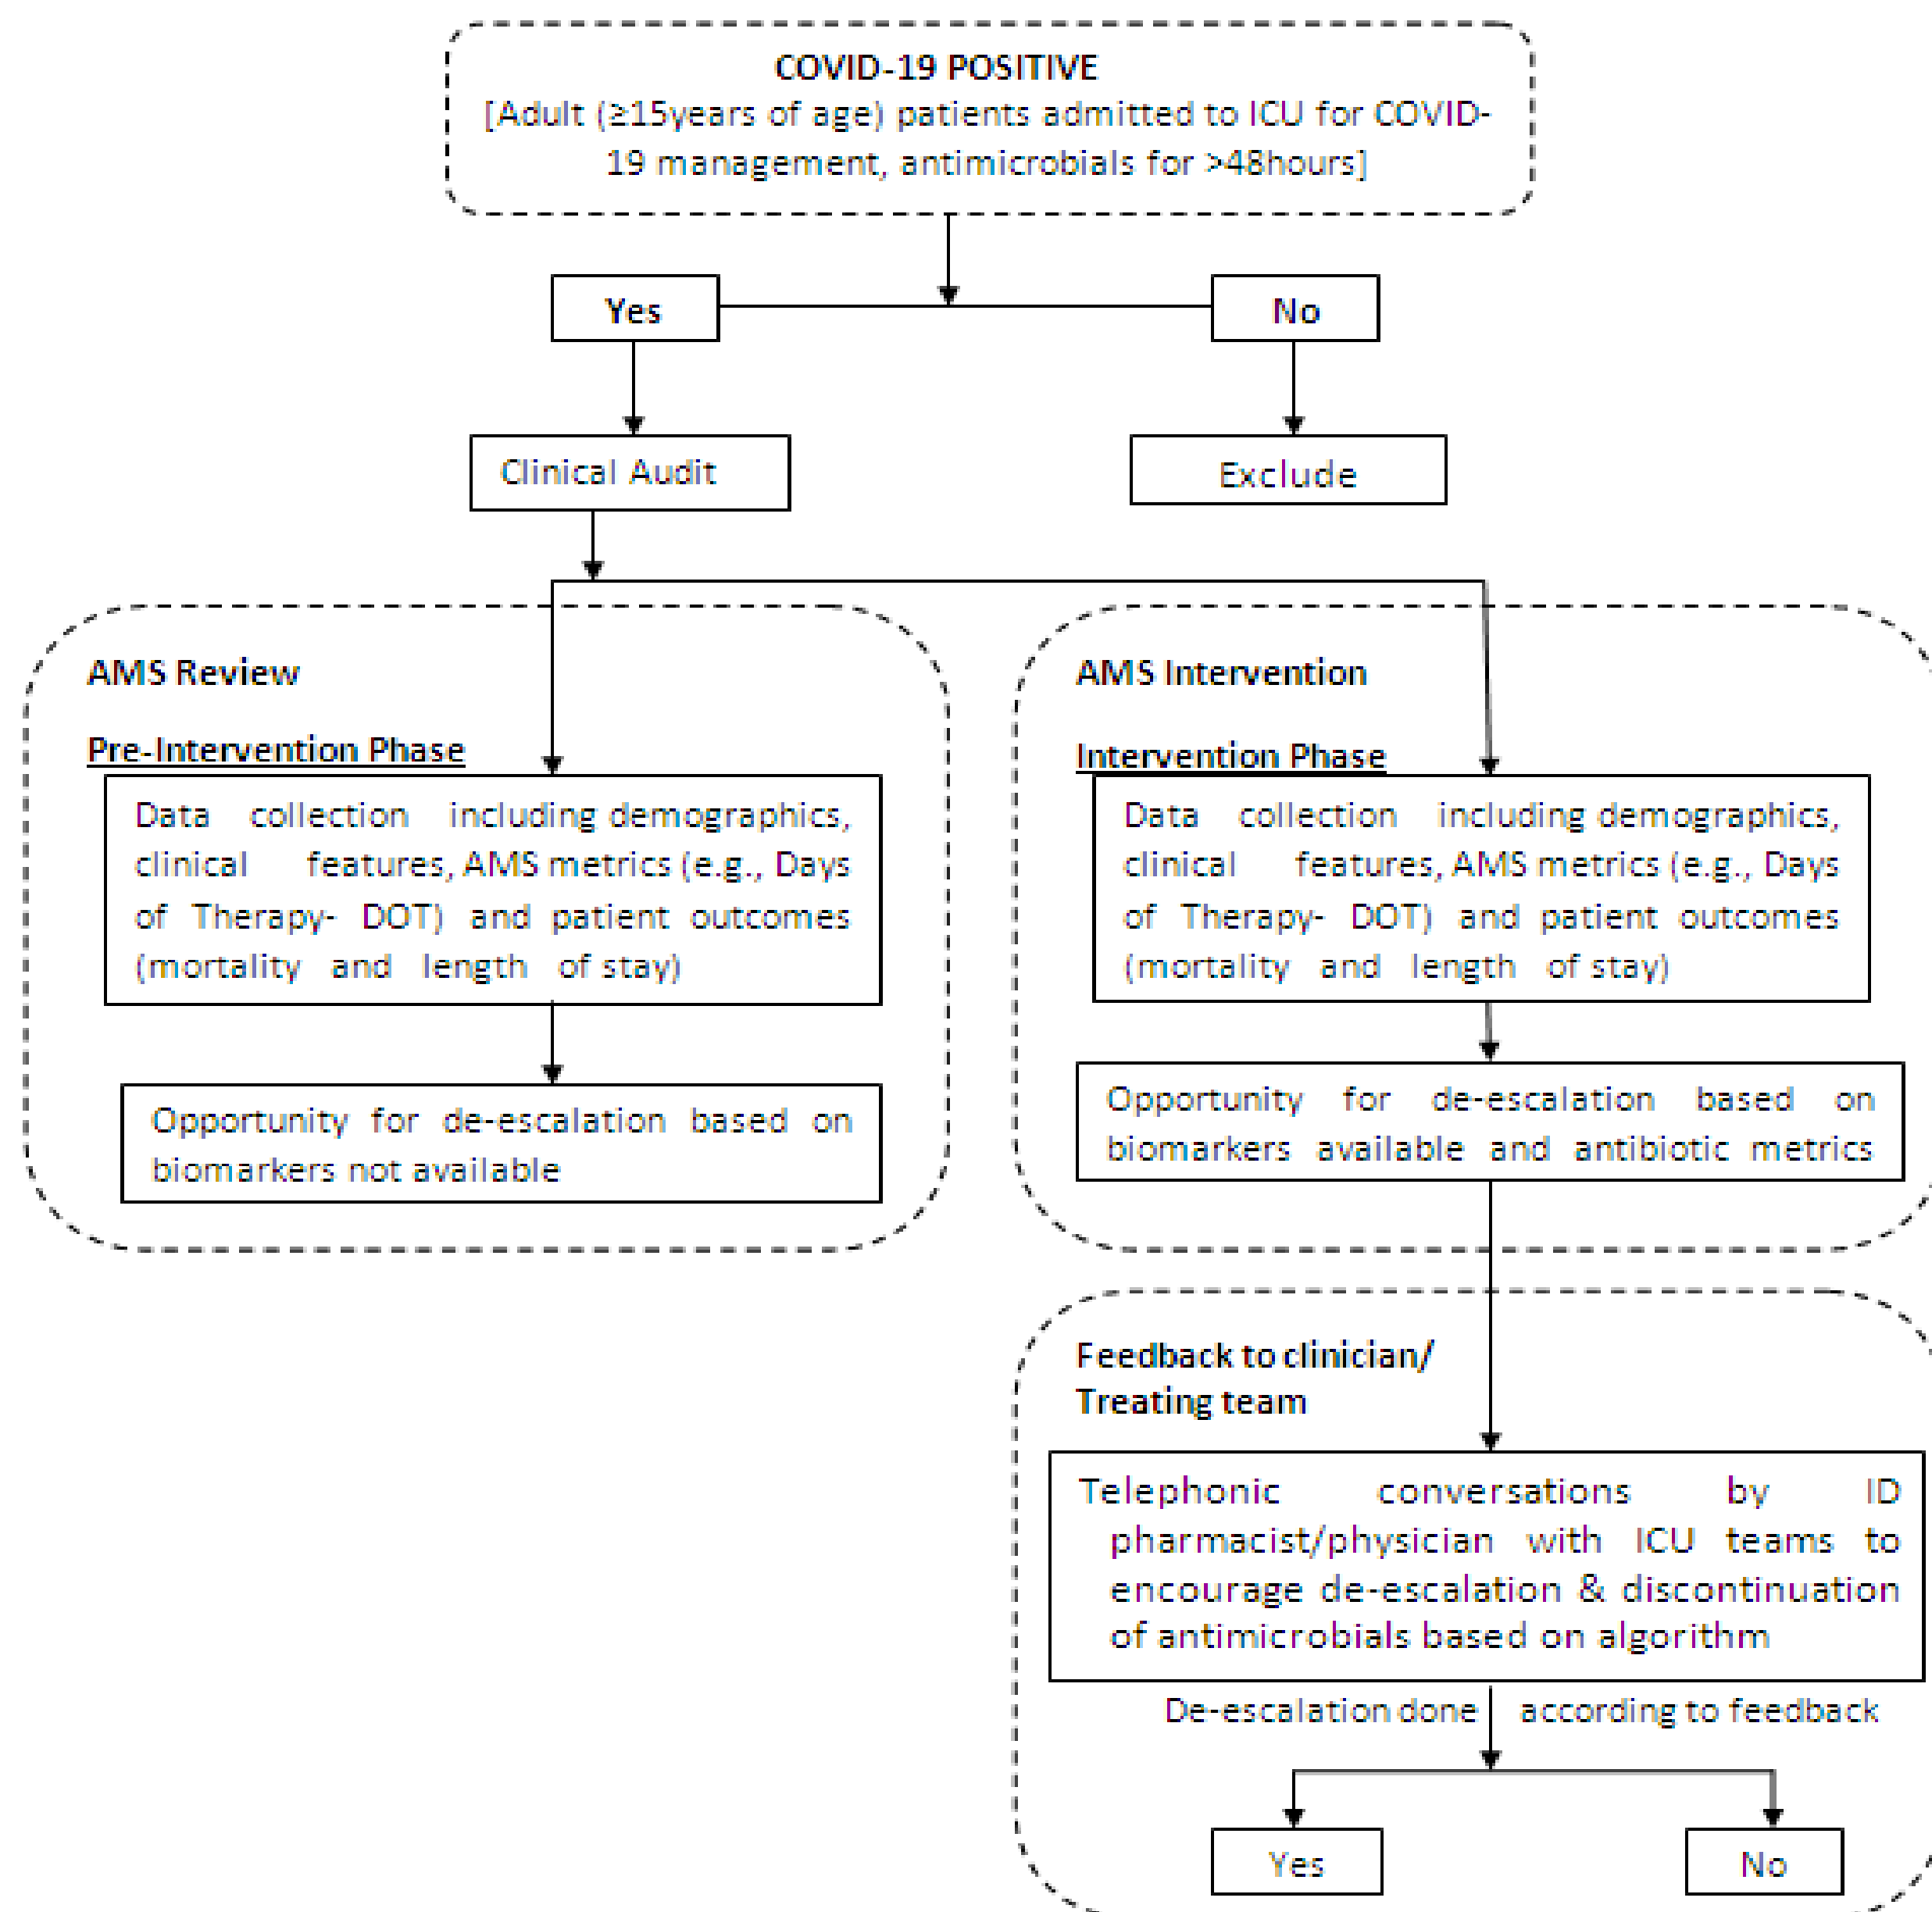 COVID-19 POSITIVE
[Adult (≥15years of age) patients admitted to ICU for COVID-
19 management, antimicrobials for >48hours]
Yes
No
Clinical Audit
Exclude
AMS Review
Pre-Intervention Phase
Data collection including demographics,
clinical features, AMS metrics (e.g., Days
of Therapy- DOT) and patient outcomes
(mortality and length of stay)
Opportunity for de-escalation based on
biomarkers not available
AMS Intervention
Intervention Phase
Data collection including demographics,
clinical features, AMS metrics (e.g., Days
of Therapy- DOT) and patient outcomes
(mortality and length of stay)
Opportunity for de-escalation based on
biomarkers available and antibiotic metrics
Feedback to clinician/
Treating team
Telephonic conversations by ID
pharmacist/physician with ICU teams to
encourage de-escalation & discontinuation
of antimicrobials based on algorithm
De-escalation done according to feedback
Yes
No